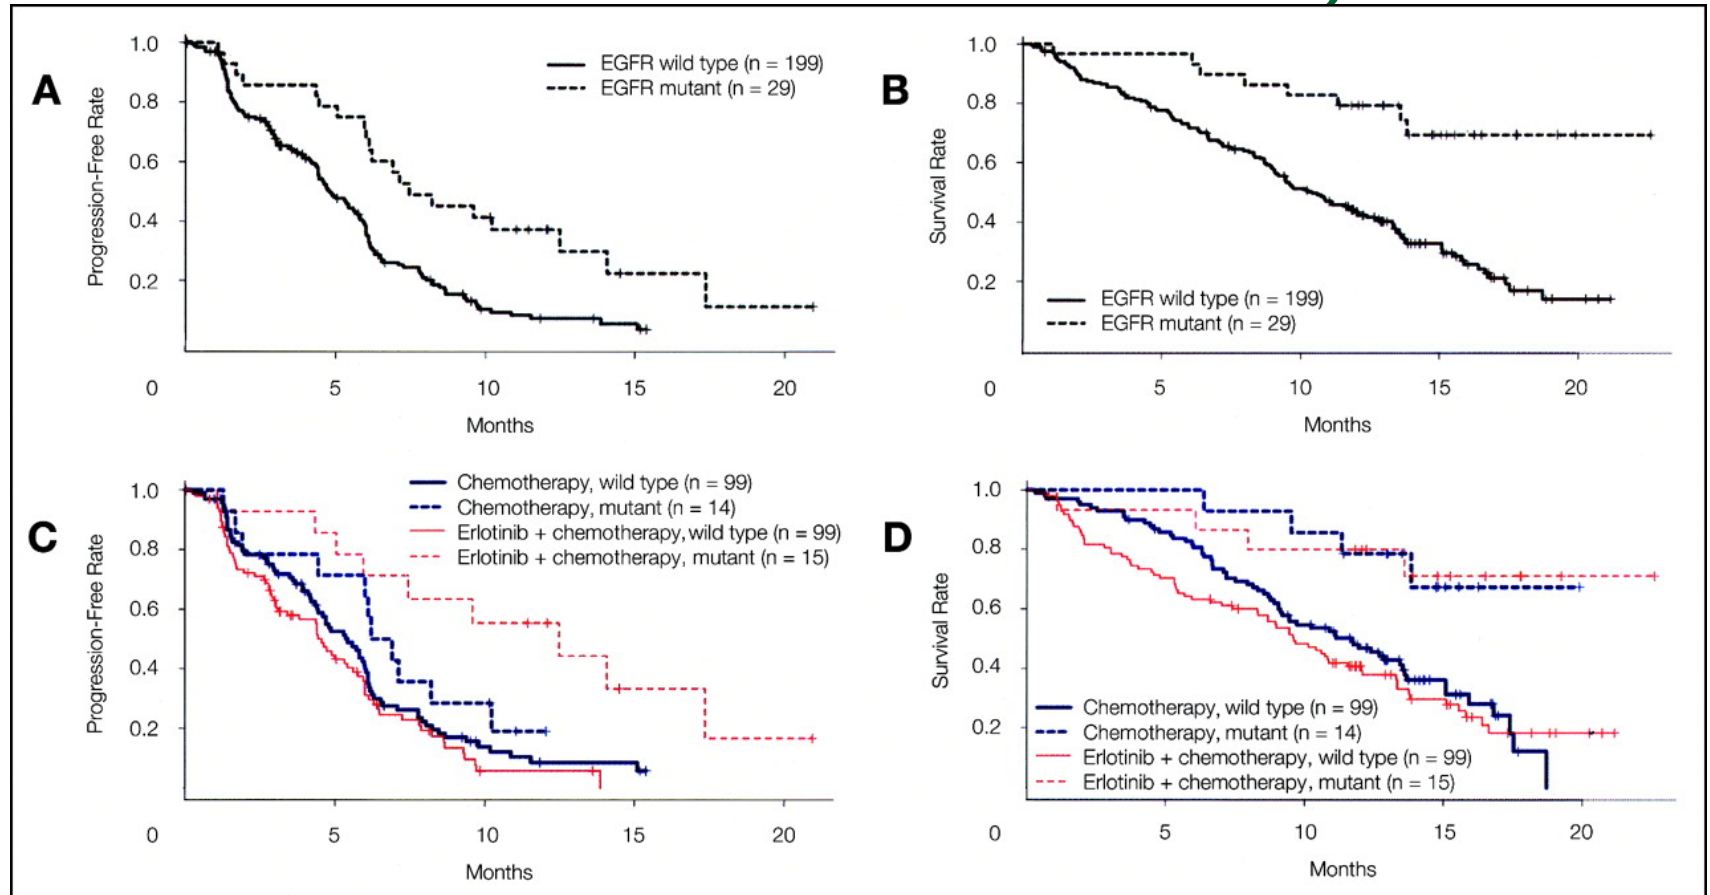 A
Progression-Free Rate
1.0
0.8
0.6
0.4
0.2
EGFR wild type (n = 199)
EGFR mutant (n = 29)
0 5 10 15 20
Months
B
Survival Rate
1.0
0.8
0.6
0.4
0.2
EGFR wild type (n = 199)
EGFR mutant (n = 29)
0 5 10 15 20
Months
C
Progression-Free Rate
1.0
0.8
0.6
0.4
0.2
Chemotherapy, wild type (n = 99)
Chemotherapy, mutant (n = 14)
Erlotinib + chemotherapy, wild type (n = 99)
Erlotinib + chemotherapy, mutant (n = 15)
0 5 10 15 20
Months
D
Survival Rate
1.0
0.8
0.6
0.4
0.2
Chemotherapy, wild type (n = 99)
Chemotherapy, mutant (n = 14)
Erlotinib + chemotherapy, wild type (n = 99)
Erlotinib + chemotherapy, mutant (n = 15)
0 5 10 15 20
Months